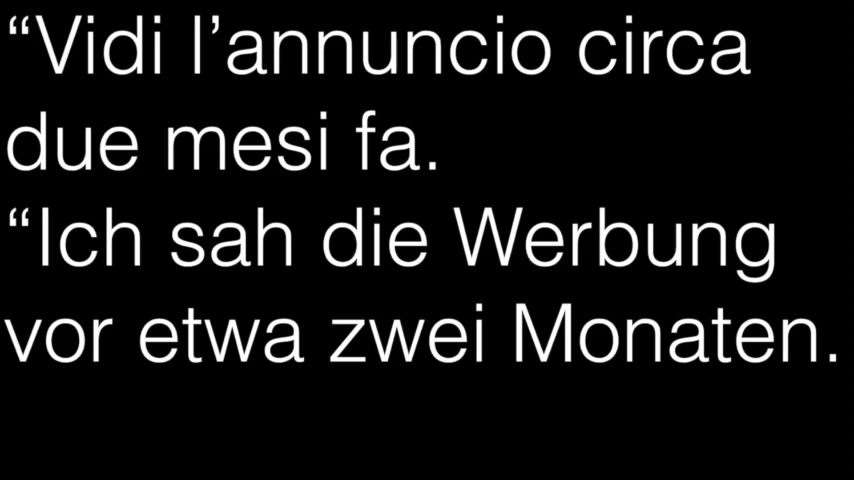 “Vidi l’annuncio circa
due mesi fa.
“Ich sah die Werbung
vor etwa zwei Monaten.